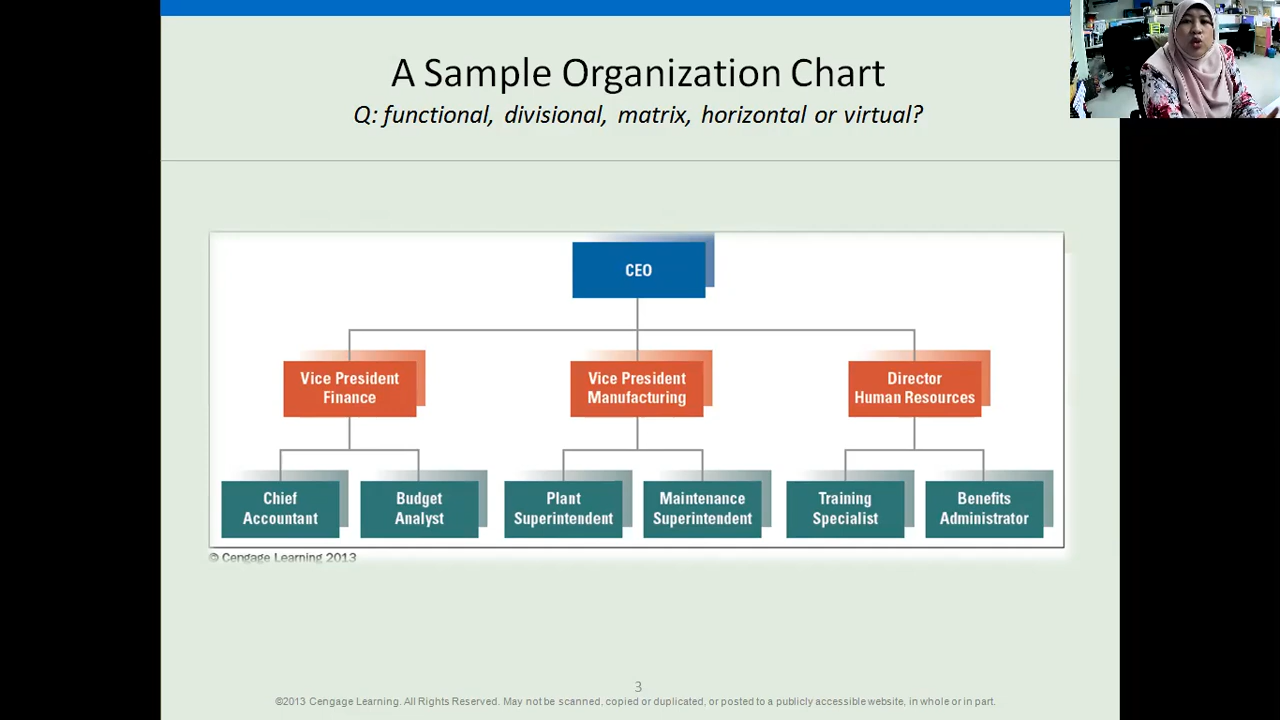 A Sample Organization Chart
Q: functional, divisional, matrix, horizontal or virtual?
CEO
Vice President
Finance
Vice President
Manufacturing
Director
Human Resources
Chief
Accountant
Budget
Analyst
Plant
Superintendent
Maintenance
Superintendent
Training
Specialist
Benefits
Administrator
© Cengage Learning 2013
3
©2013 Cengage Learning. All Rights Reserved. May not be scanned, copied or duplicated, or posted to a publicly accessible website, in whole or in part.